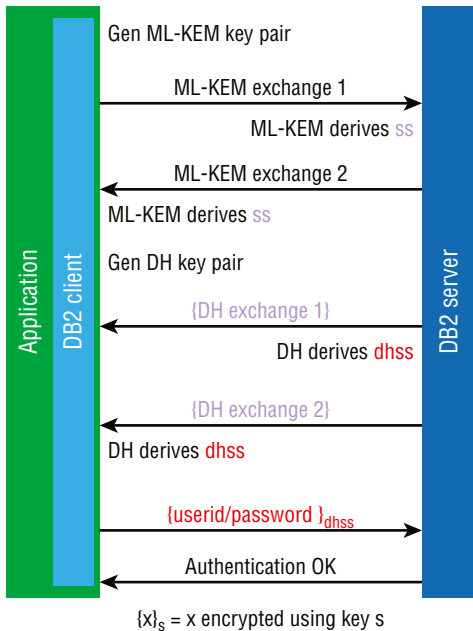 Gen ML-KEM key pair
ML-KEM exchange 1
ML-KEM derives ss
ML-KEM exchange 2
ML-KEM derives ss
Gen DH key pair
Application
DB2 client
DB2 server
{DH exchange 1}
DH derives dhss
{DH exchange 2}
DH derives dhss
{userid/password }dhss
Authentication OK
{x}s = x encrypted using key s